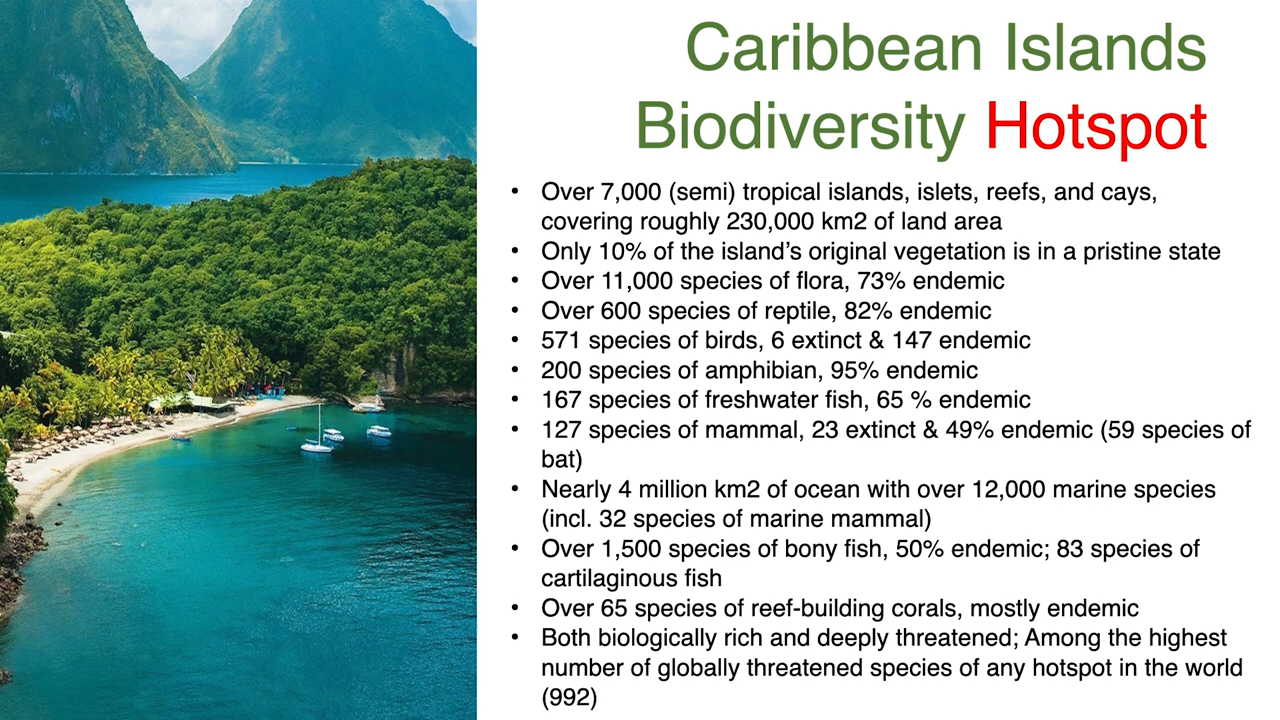 Caribbean Islands
Biodiversity Hotspot
• Over 7,000 (semi) tropical islands, islets, reefs, and cays,
covering roughly 230,000 km2 of land area
• Only 10% of the island’s original vegetation is in a pristine state
• Over 11,000 species of flora, 73% endemic
• Over 600 species of reptile, 82% endemic
• 571 species of birds, 6 extinct & 147 endemic
• 200 species of amphibian, 95% endemic
• 167 species of freshwater fish, 65 % endemic
• 127 species of mammal, 23 extinct & 49% endemic (59 species of
bat)
• Nearly 4 million km2 of ocean with over 12,000 marine species
(incl. 32 species of marine mammal)
• Over 1,500 species of bony fish, 50% endemic; 83 species of
cartilaginous fish
• Over 65 species of reef-building corals, mostly endemic
• Both biologically rich and deeply threatened; Among the highest
number of globally threatened species of any hotspot in the world
(992)